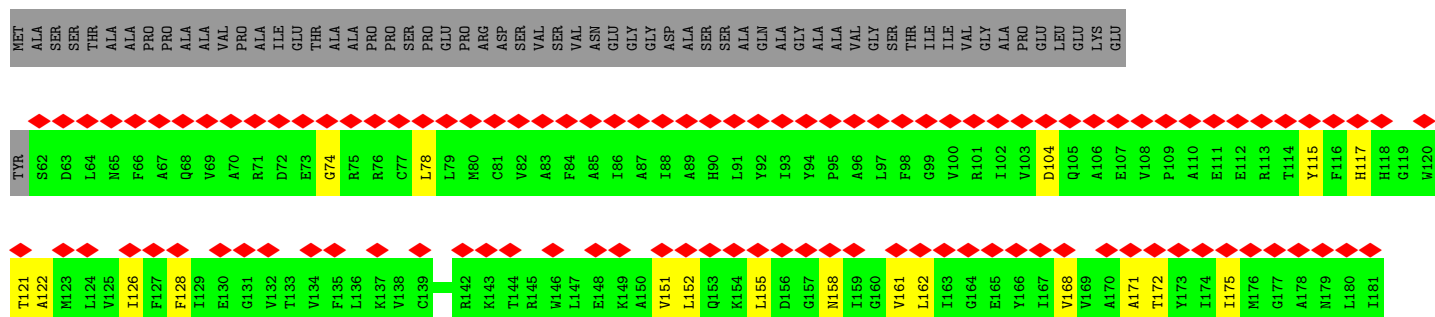 MET ALA SER SER THR ALA ALA PRO PRO ALA ALA VAL PRO ALA ILE GLU THR ALA ALA PRO PRO SER PRO GLU PRO ARG ASP SER VAL SER VAL ASN GLU GLY GLY ASP ALA SER SER ALA GLN ALA GLY ALA ALA VAL GLY SER THR ILE ILE VAL GLY ALA PRO GLU LEU GLU LYS GLU
TYR S62 D63 L64 N65 F66 A67 Q68 V69 A70 R71 D72 E73 G74 A74 R75 R76 C77 L78 L79 M80 C81 V82 A83 F84 A85 I86 A87 I88 A89 H90 L91 Y92 I93 Y94 P95 A96 L97 F98 G99 V100 R101 I102 V103 D104 Q105 A106 E107 V108 P109 A110 E111 E112 R113 T114 Y115 F116 H117 H118 G119 W120
T121 A122 M123 L124 V125 I126 F127 F128 I129 E130 G131 V132 T133 V134 F135 L136 K137 V138 C139 R142 K143 T144 R145 W146 L147 E148 K149 A150 V151 L152 Q153 K154 L155 D156 G157 N158 I159 G160 V161 L162 I163 G164 E165 Y166 I167 V168 V169 A170 A171 T172 Y173 I174 I175 M176 G177 A178 N179 L180 I181